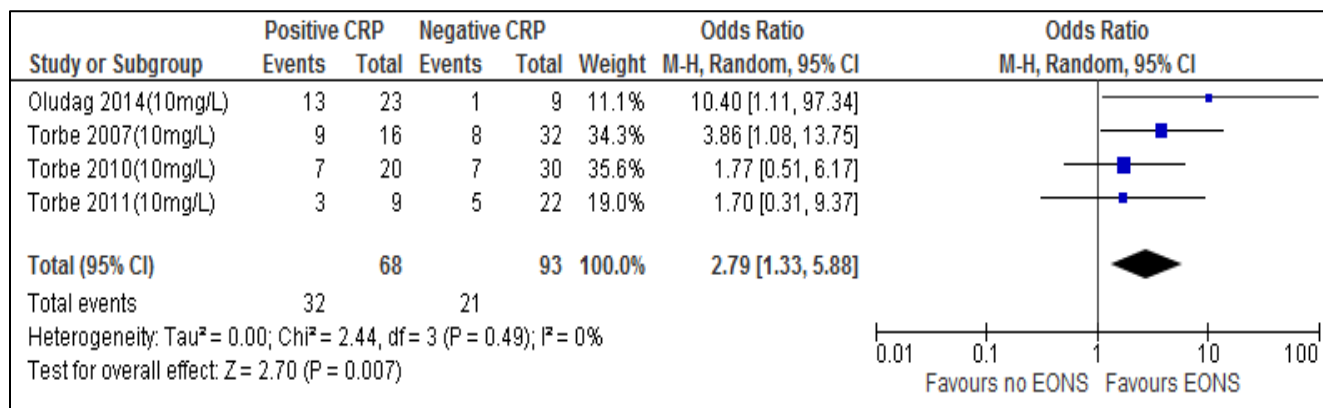 Positive CRP Negative CRP Odds Ratio Odds Ratio
Study or Subgroup Events Total Events Total Weight M-H, Random, 95% CI M-H, Random, 95% CI
Oludag 2014(10mg/L) 13 23 1 9 11.1% 10.40 [1.11, 97.34]
Torbe 2007(10mg/L) 9 16 8 32 34.3% 3.86 [1.08, 13.75]
Torbe 2010(10mg/L) 7 20 7 30 35.6% 1.77 [0.51, 6.17]
Torbe 2011(10mg/L) 3 9 5 22 19.0% 1.70 [0.31, 9.37]
Total (95% CI) 68 93 100.0% 2.79 [1.33, 5.88]
Total events 32 21
Heterogeneity: Tau² = 0.00; Chi² = 2.44, df = 3 (P = 0.49); I² = 0%
Test for overall effect: Z = 2.70 (P = 0.007)
0.01 0.1 1 10 100
Favours no EONS Favours EONS